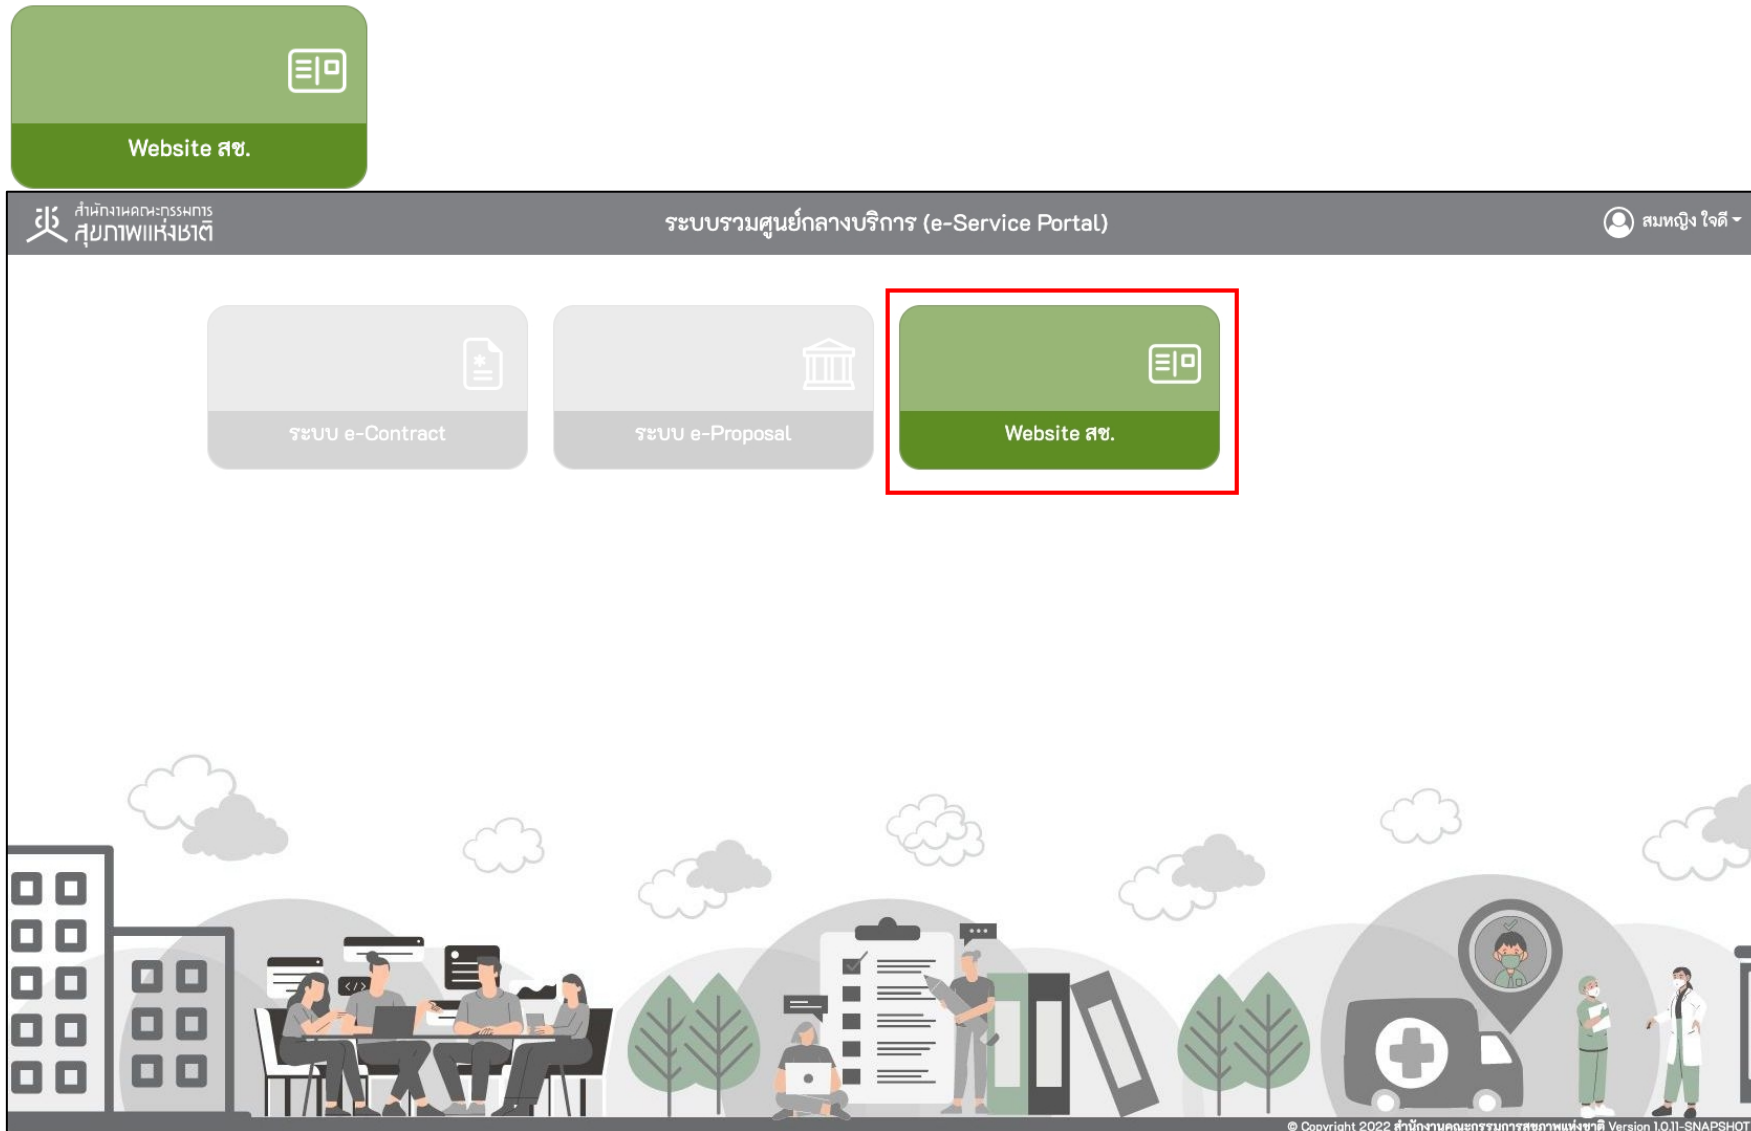 Website สช.
สำนักงานคณะกรรมการ
สุขภาพแห่งชาติ
ระบบรวมศูนย์กลางบริการ (e-Service Portal)
สมหญิง ใจดี
ระบบ e-Contract
ระบบ e-Proposal
Website สช.
</>
© Copyright 2022 สำนักงานคณะกรรมการสุขภาพแห่งชาติ Version 1.0.11-SNAPSHOT